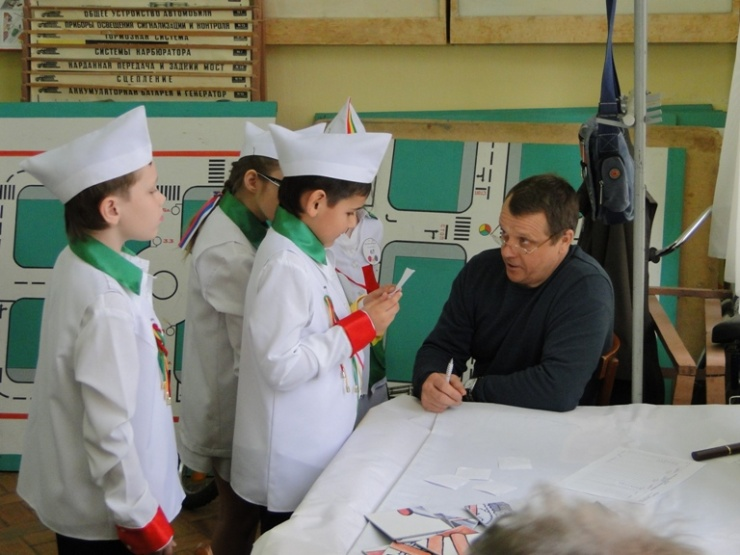 ОБЩЕЕ УСТРОЙСТВО АВТОМОБИЛЯ
ПРИБОРЫ ОСВЕЩЕНИЯ СИГНАЛИЗАЦИИ И КОНТРОЛЯ
ТОРМОЗНАЯ СИСТЕМА
СИСТЕМЫ КАРБЮРАТОРА
КАРДАННАЯ ПЕРЕДАЧА И ЗАДНИЙ МОСТ
СЦЕПЛЕНИЕ
АККУМУЛЯТОРНАЯ БАТАРЕЯ И ГЕНЕРАТОР